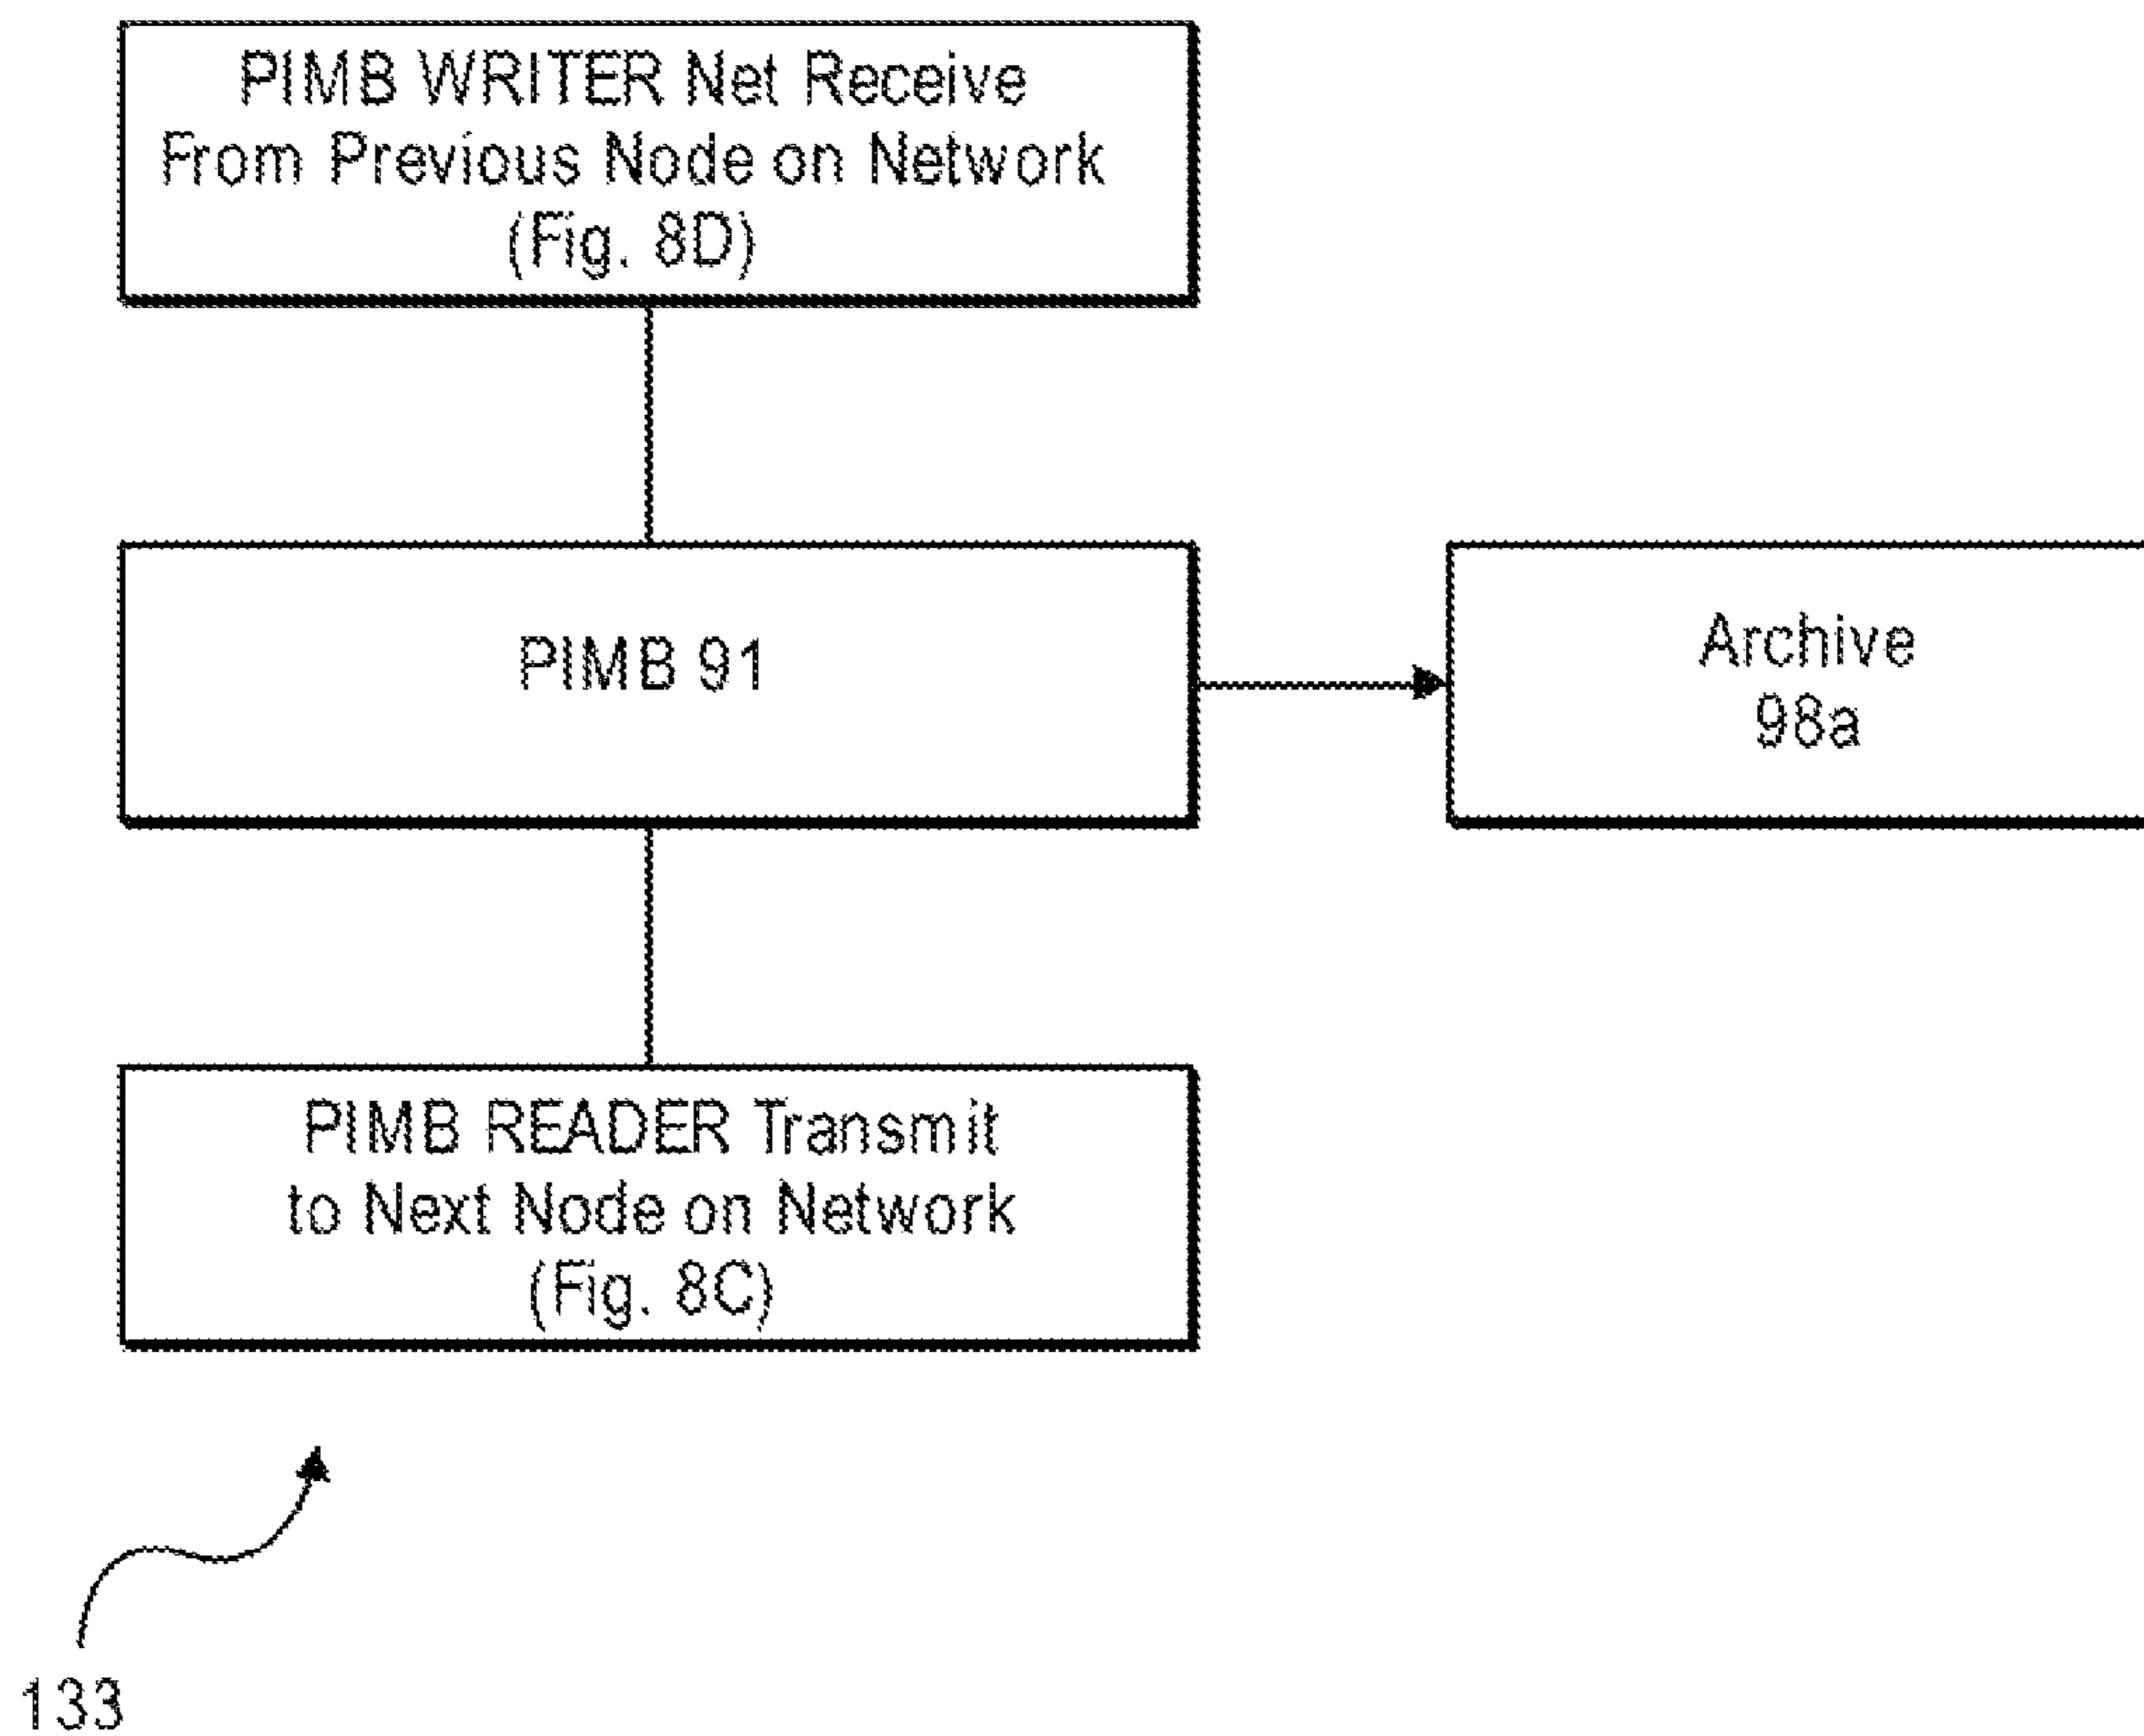 PIMB WRITER Net Receive
From Previous Node on Network
(Fig. 8D)
PIMB 91
Archive
98a
PIMB READER Transmit
to Next Node on Network
(Fig. 8C)
133